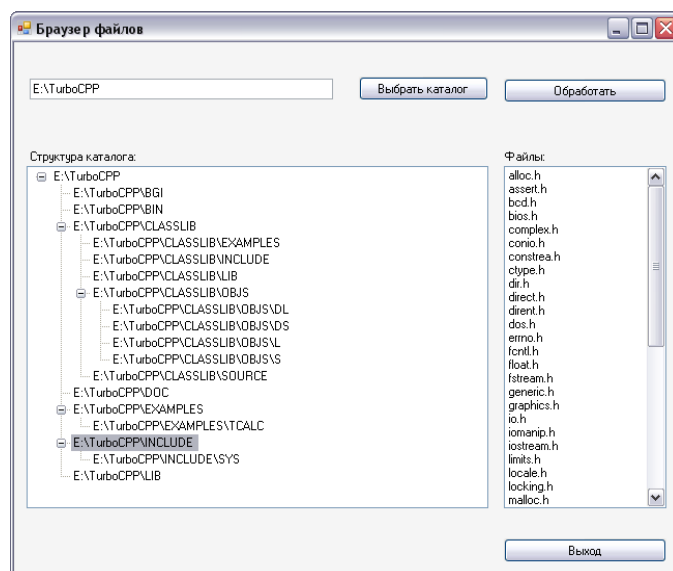 Браузер файлов
E:\TurboCPP
Выбрать каталог
Обработать
Структура каталога:
E:\TurboCPP
E:\TurboCPP\BGI
E:\TurboCPP\BIN
E:\TurboCPP\CLASSLIB
E:\TurboCPP\CLASSLIB\EXAMPLES
E:\TurboCPP\CLASSLIB\INCLUDE
E:\TurboCPP\CLASSLIB\LIB
E:\TurboCPP\CLASSLIB\OBJS
E:\TurboCPP\CLASSLIB\OBJS\DL
E:\TurboCPP\CLASSLIB\OBJS\DS
E:\TurboCPP\CLASSLIB\OBJS\L
E:\TurboCPP\CLASSLIB\OBJS\S
E:\TurboCPP\CLASSLIB\SOURCE
E:\TurboCPP\DOC
E:\TurboCPP\EXAMPLES
E:\TurboCPP\EXAMPLES\TCALC
E:\TurboCPP\INCLUDE
E:\TurboCPP\INCLUDE\SYS
E:\TurboCPP\LIB
Файлы:
alloc.h
assert.h
bcd.h
bios.h
complex.h
conio.h
constrea.h
ctype.h
dir.h
direct.h
dirent.h
dos.h
errno.h
fcntl.h
float.h
fstream.h
generic.h
graphics.h
io.h
iomanip.h
iostream.h
limits.h
locale.h
locking.h
malloc.h
Выход